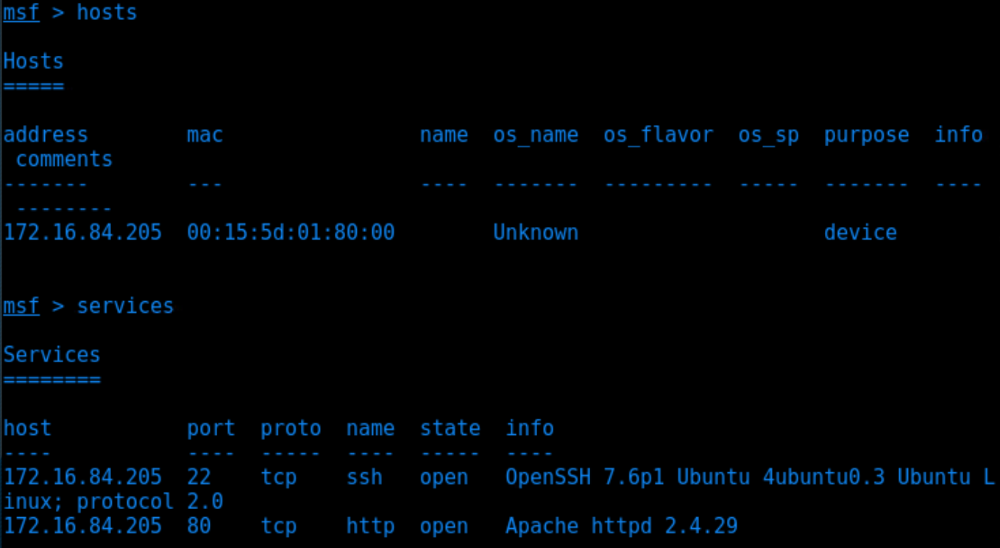 msf > hosts
Hosts
=====
address mac name os_name os_flavor os_sp purpose info
comments
------- --- ---- ------- --------- ----- ------- ----
--------
172.16.84.205 00:15:5d:01:80:00 Unknown device
msf > services
Services
========
host port proto name state info
---- ---- ----- ---- ----- ----
172.16.84.205 22 tcp ssh open OpenSSH 7.6p1 Ubuntu 4ubuntu0.3 Ubuntu L
inux; protocol 2.0
172.16.84.205 80 tcp http open Apache httpd 2.4.29